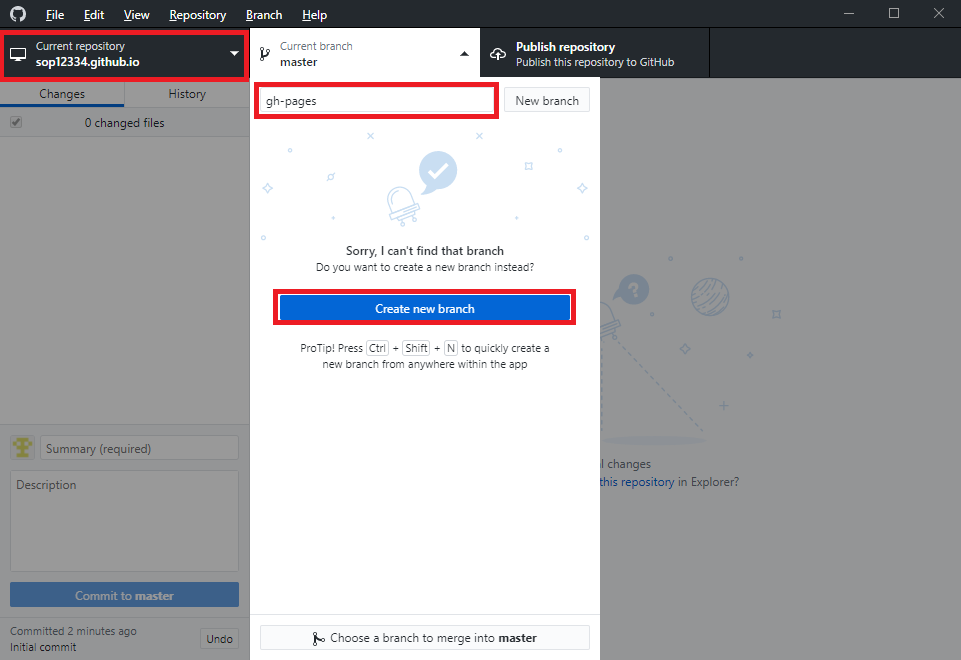 File Edit View Repository Branch Help
Current repository
sop12334.github.io
Current branch
master
Publish repository
Publish this repository to GitHub
Changes History
0 changed files
gh-pages
New branch
Sorry, I can't find that branch
Do you want to create a new branch instead?
Create new branch
ProTip! Press Ctrl + Shift + N to quickly create a
new branch from anywhere within the app
changes
this repository in Explorer?
Summary (required)
Description
Commit to master
Committed 2 minutes ago
Initial commit
Undo
Choose a branch to merge into master